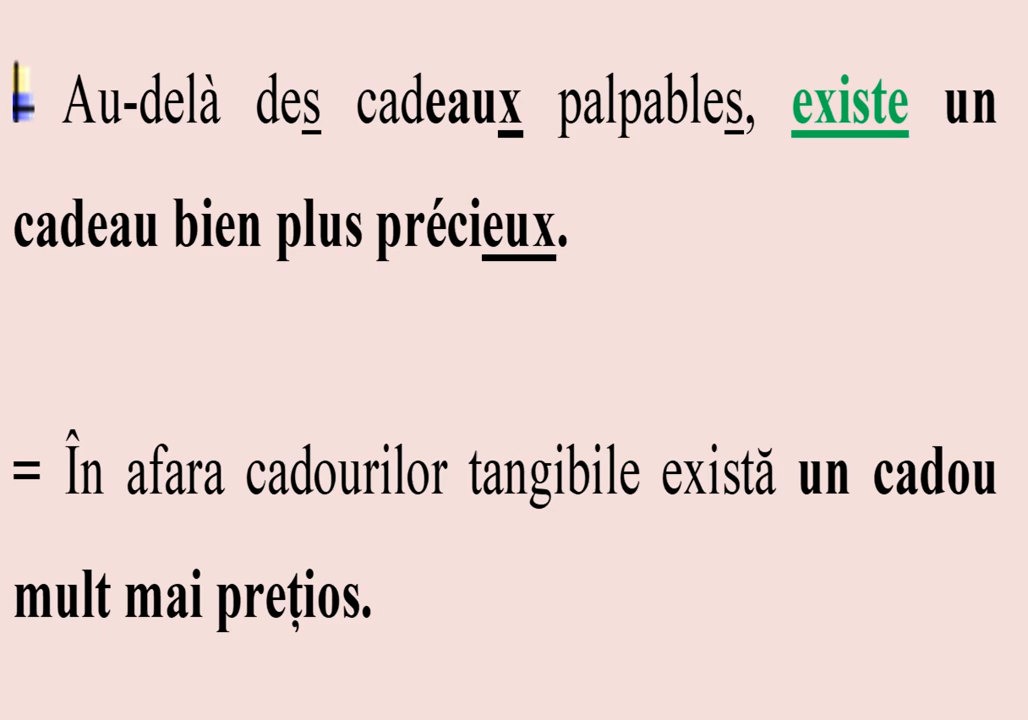 Au-delà des cadeaux palpables, existe un
cadeau bien plus précieux.
= În afara cadourilor tangibile există un cadou
mult mai prețios.